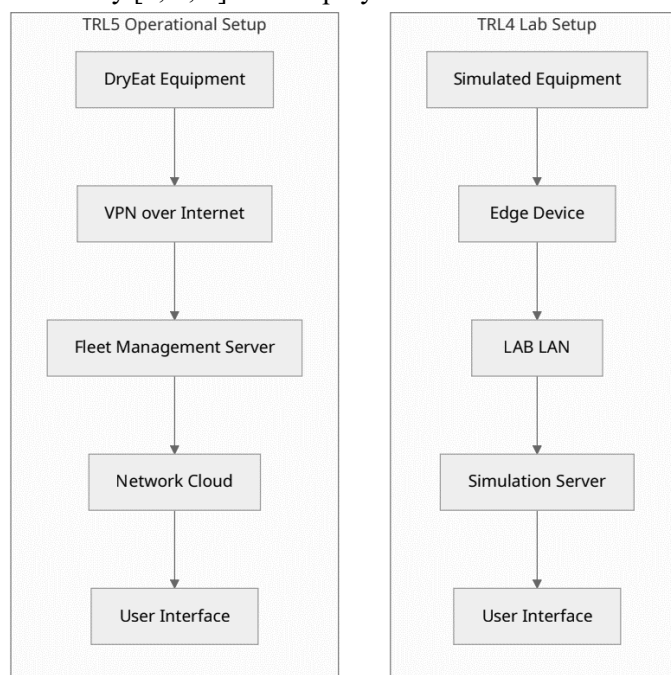 TRL5 Operational Setup
DryEat Equipment
VPN over Internet
Fleet Management Server
Network Cloud
User Interface
TRL4 Lab Setup
Simulated Equipment
Edge Device
LAB LAN
Simulation Server
User Interface